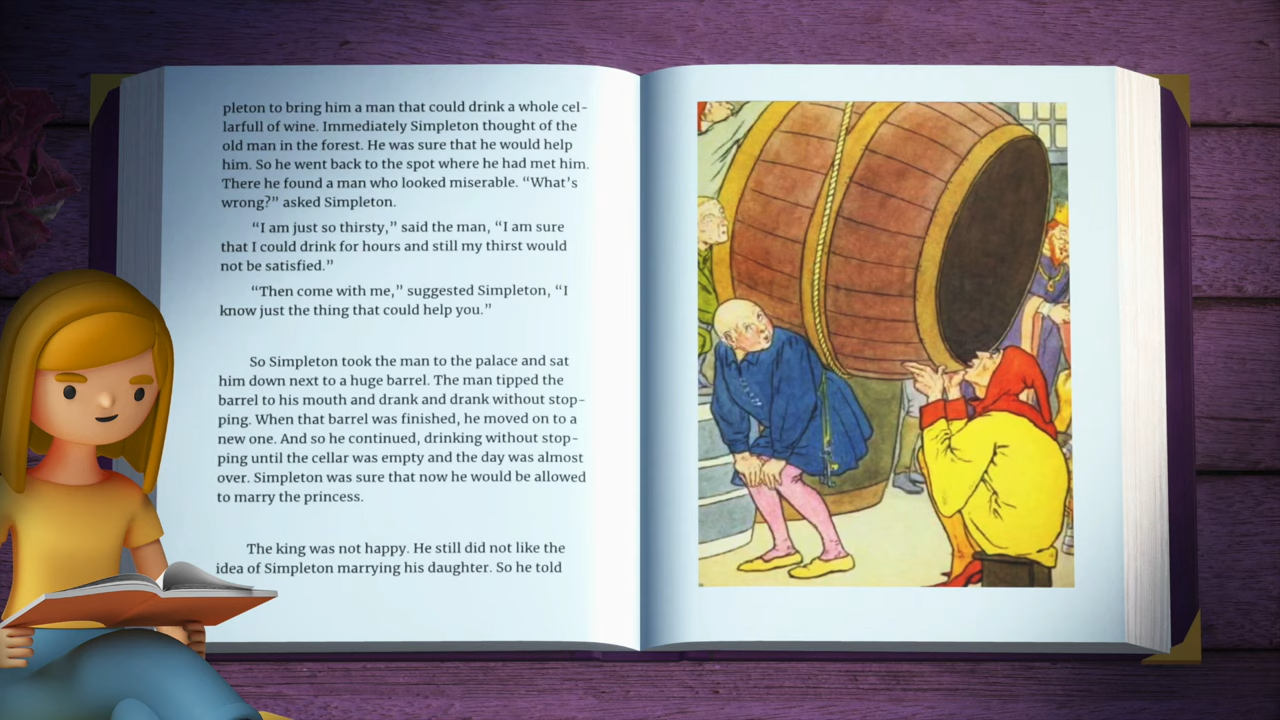 pleton to bring him a man that could drink a whole cel-
larfull of wine. Immediately Simpleton thought of the
old man in the forest. He was sure that he would help
him. So he went back to the spot where he had met him.
There he found a man who looked miserable. “What’s
wrong?” asked Simpleton.
“I am just so thirsty,” said the man, “I am sure
that I could drink for hours and still my thirst would
not be satisfied.”
“Then come with me,” suggested Simpleton, “I
know just the thing that could help you.”
So Simpleton took the man to the palace and sat
him down next to a huge barrel. The man tipped the
barrel to his mouth and drank and drank without stop-
ping. When that barrel was finished, he moved on to a
new one. And so he continued, drinking without stop-
ping until the cellar was empty and the day was almost
over. Simpleton was sure that now he would be allowed
to marry the princess.
The king was not happy. He still did not like the
idea of Simpleton marrying his daughter. So he told